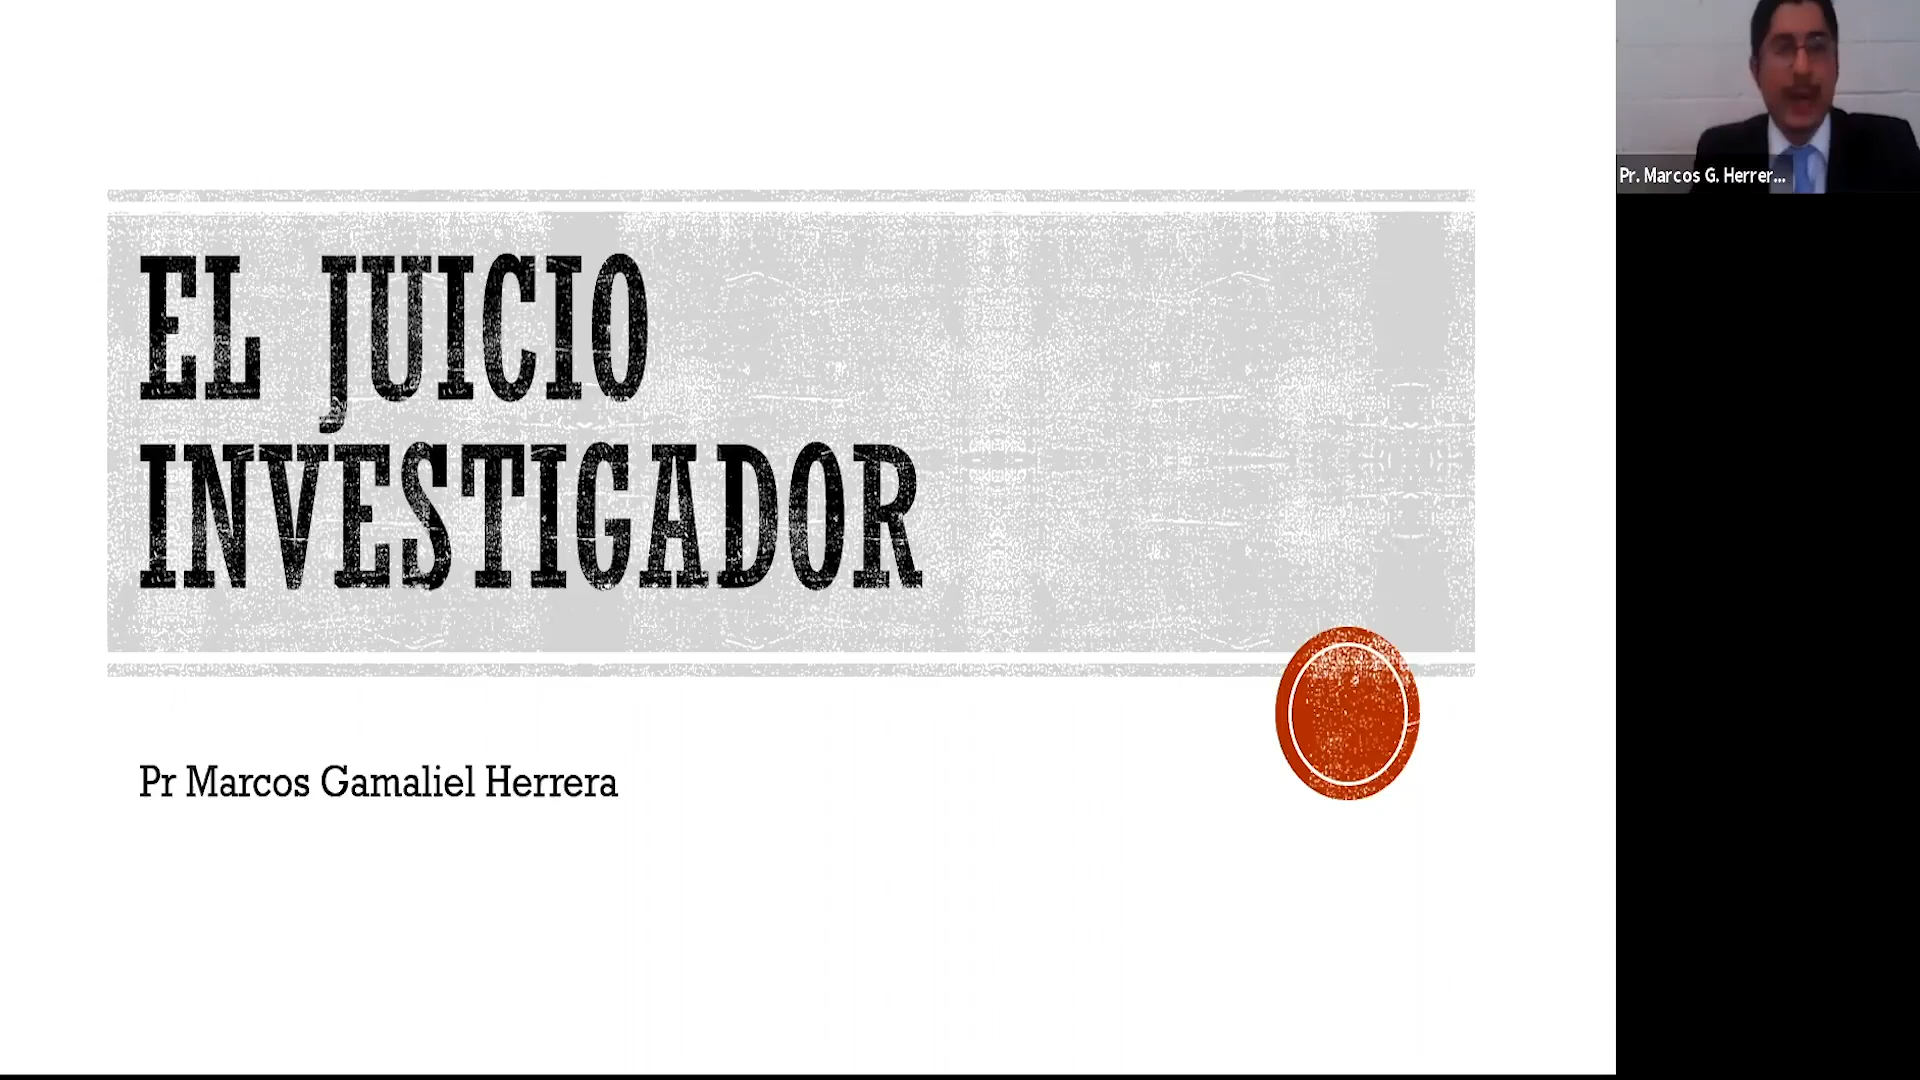 EL JUICIO
INVESTIGADOR
Pr Marcos Gamaliel Herrera
Pr. Marcos G. Herrer...